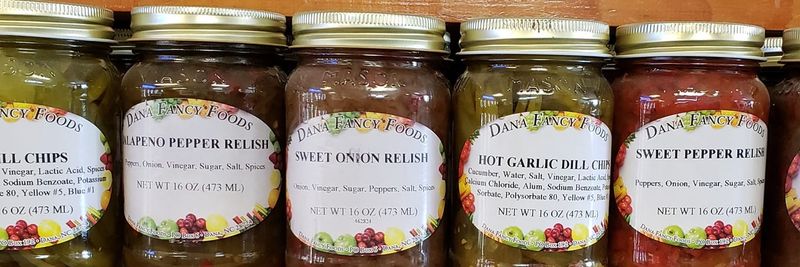 Fancy Foods
ILL CHIPS
Vinegar, Lactic Acid, Spices
Sodium Benzoate, Potassium
80, Yellow #5, Blue #1
16 OZ (473 ML)
Dana Fancy Foods
JALAPENO PEPPER RELISH
Peppers, Onion, Vinegar, Sugar, Salt, Spices
NET WT 16 OZ (473 ML)
Dana Fancy Foods
SWEET ONION RELISH
Onion, Vinegar, Sugar, Peppers, Salt, Spices
NET WT 16 OZ (473 ML)
Dana Fancy Foods
HOT GARLIC DILL CHIPS
Cucumber, Water, Salt, Vinegar, Lactic Acid,
Calcium Chloride, Alum, Sodium Benzoate, Potassium
Sorbate, Polysorbate 80, Yellow #5
NET WT 16 OZ (473 ML)
Dana Fancy Foods
SWEET PEPPER RELISH
Peppers, Onion, Vinegar, Sugar, Salt, Spices
NET WT 16 OZ (473 ML)